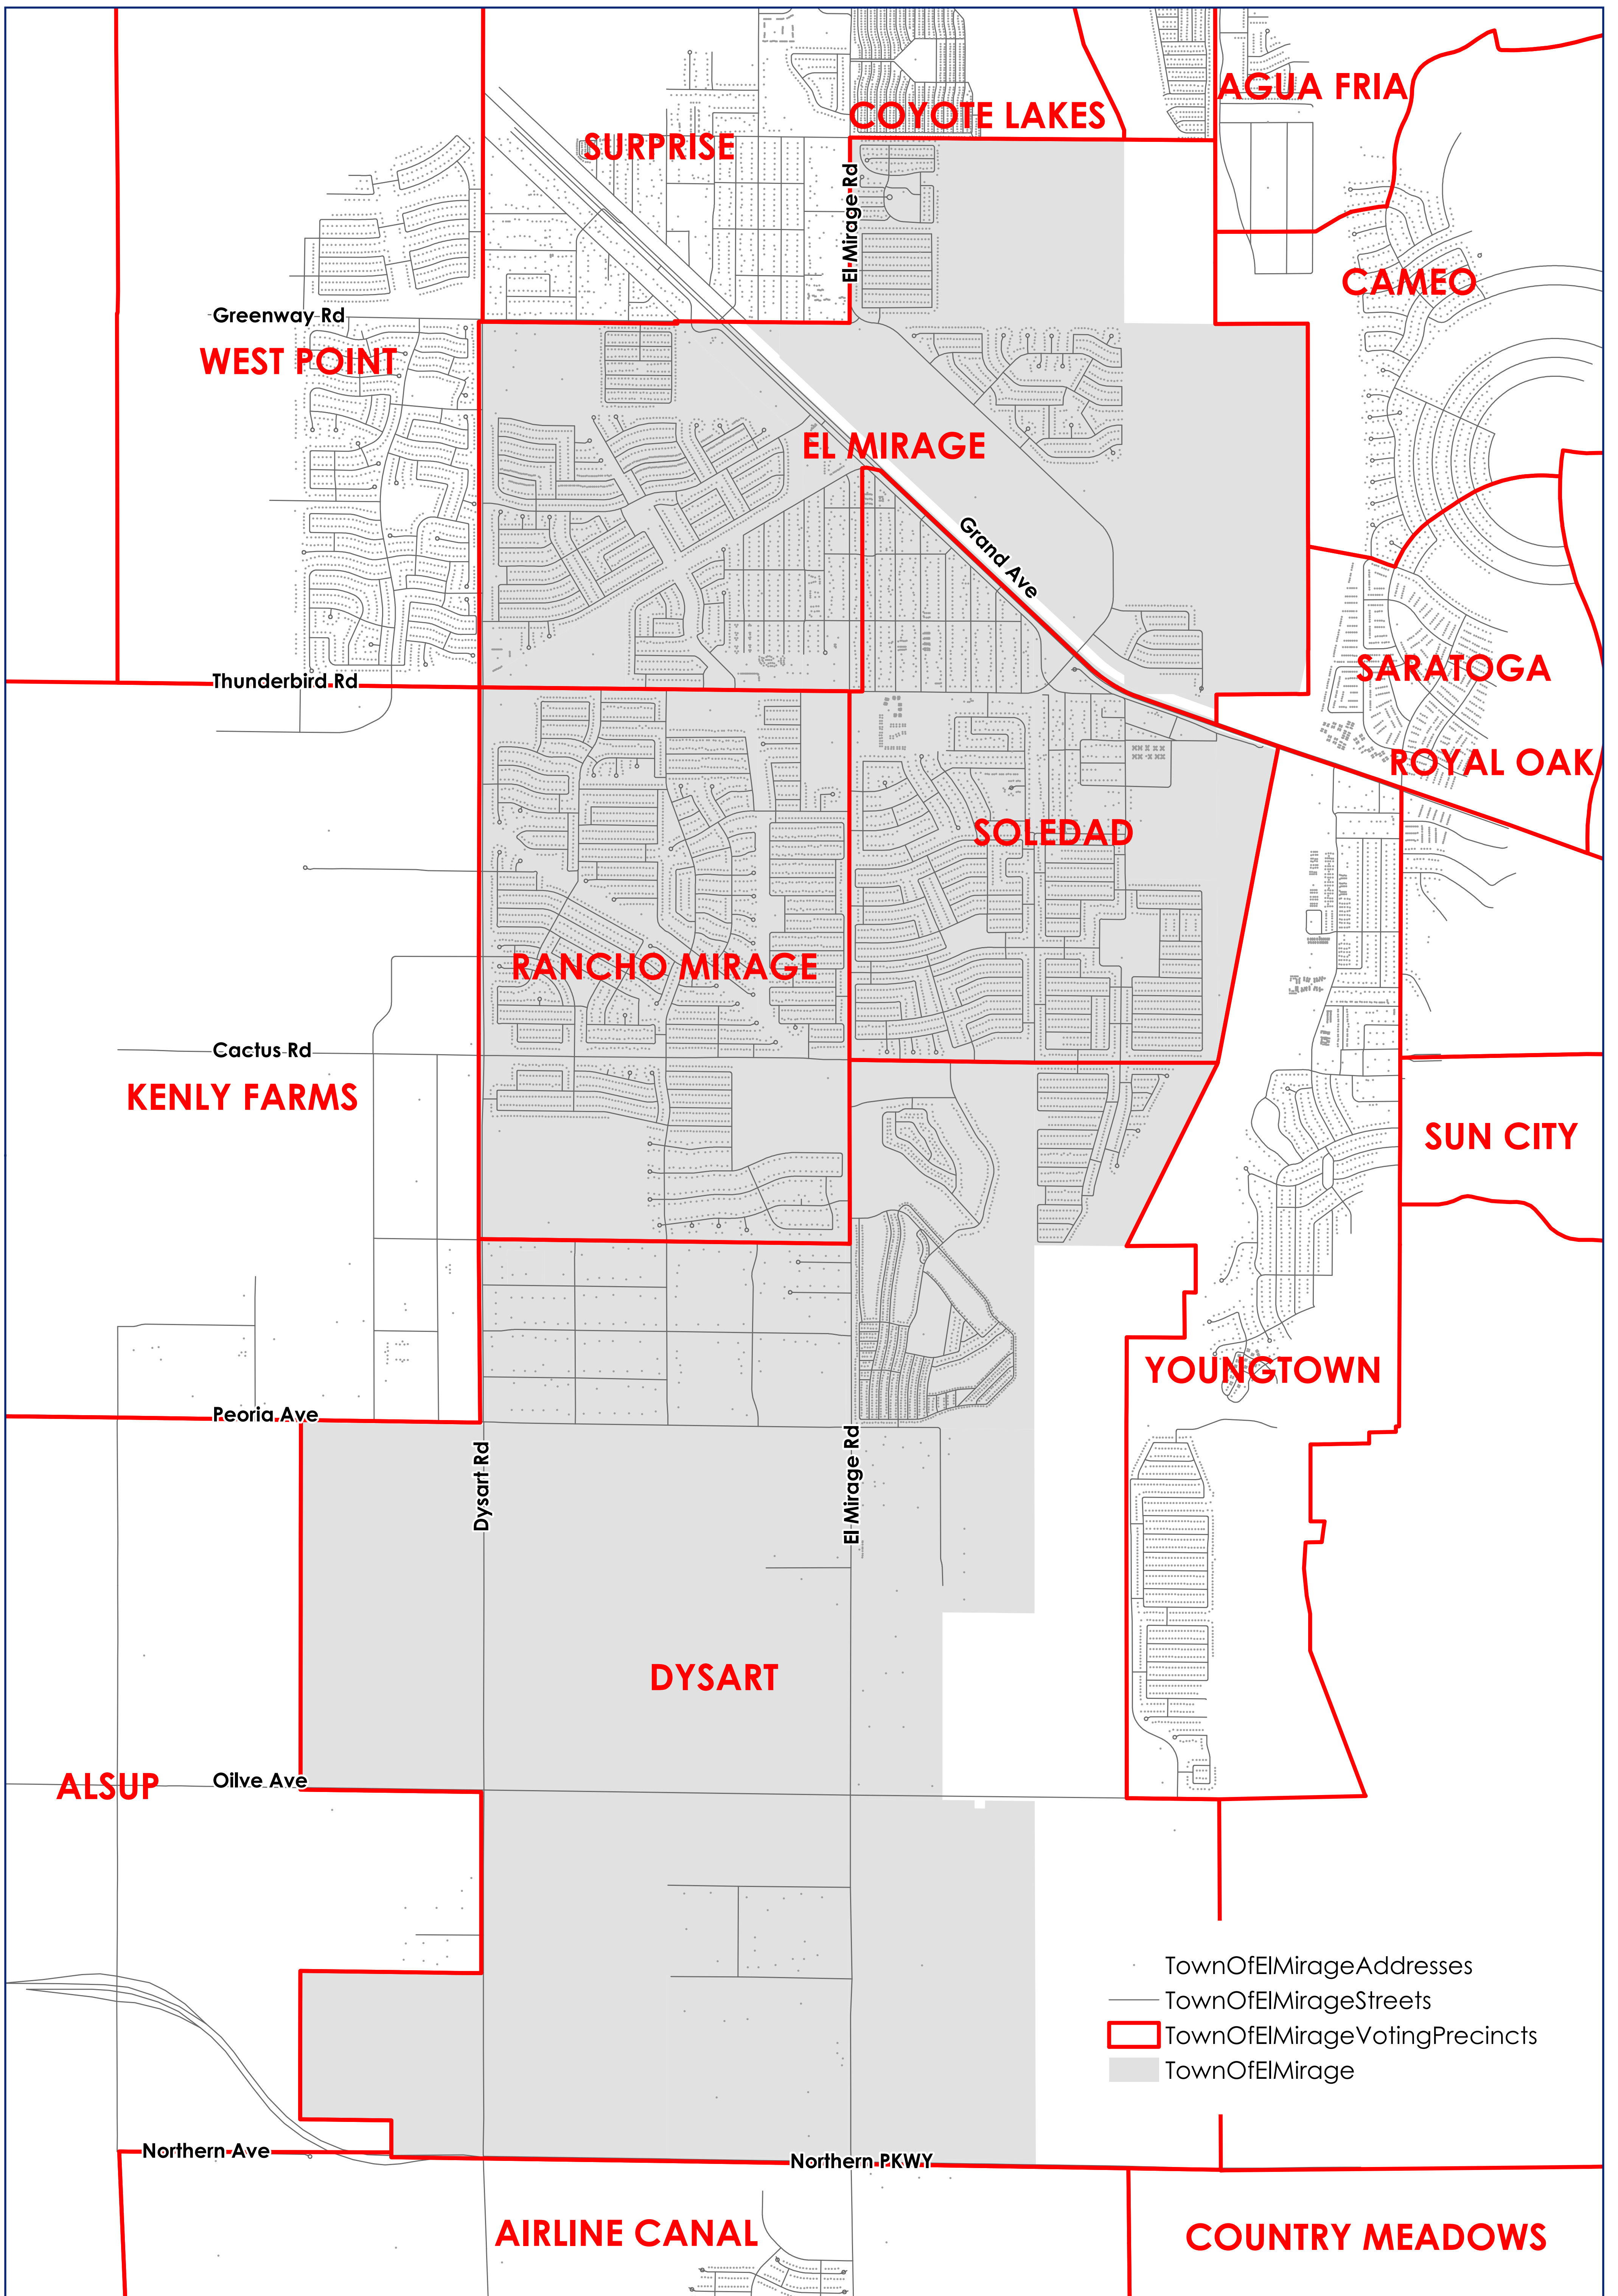 AGUA FRIA
COYOTE LAKES
SURPRISE
El Mirage Rd
CAMEO
Greenway Rd
WEST POINT
EL MIRAGE
Grand Ave
SARATOGA
Thunderbird Rd
ROYAL OAK
SOLEDAD
RANCHO MIRAGE
Cactus Rd
KENLY FARMS
SUN CITY
YOUNGTOWN
Peoria Ave
Dysart Rd
El Mirage Rd
DYSART
ALSUP
Oilve Ave
TownOfElMirageAddresses
TownOfElMirageStreets
TownOfElMirageVotingPrecincts
TownOfElMirage
Northern Ave
Northern PKWY
AIRLINE CANAL
COUNTRY MEADOWS